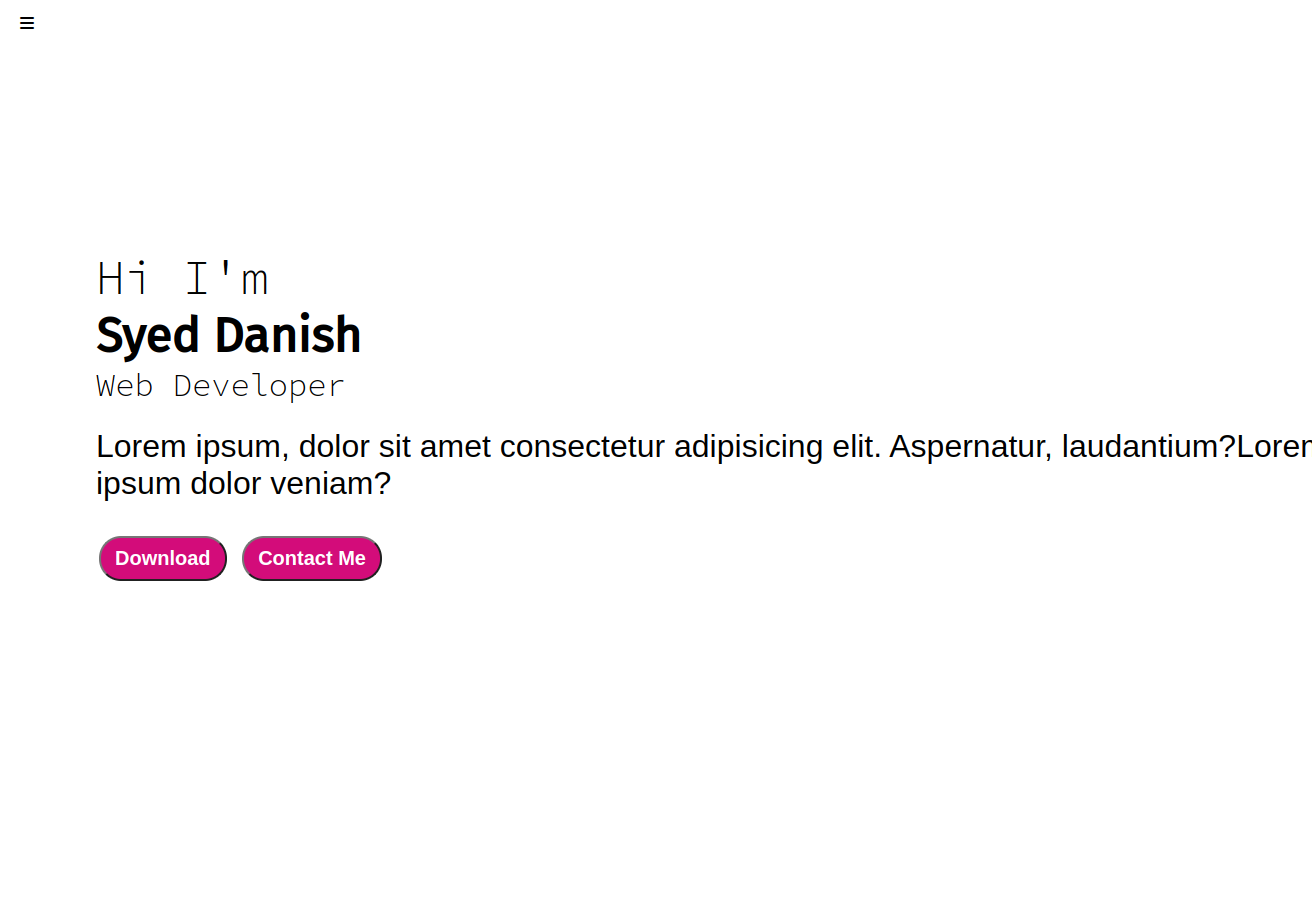 Hi I'm
Syed Danish
Web Developer
Lorem ipsum, dolor sit amet consectetur adipisicing elit. Aspernatur, laudantium?Lorem
ipsum dolor veniam?
Download Contact Me